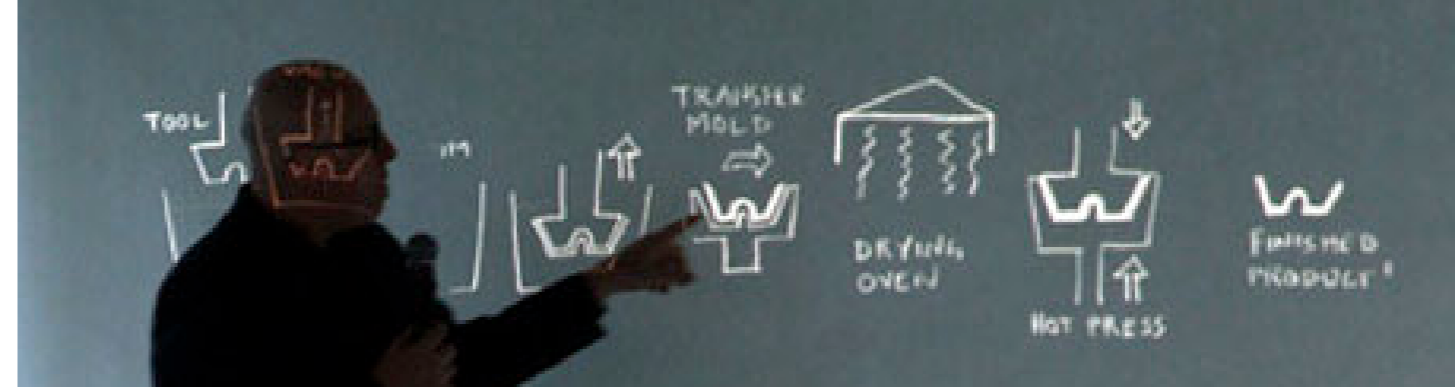 TOOL
TRANSFER
MOLD
DRYING
OVEN
HOT PRESS
FINISHED
PRODUCT